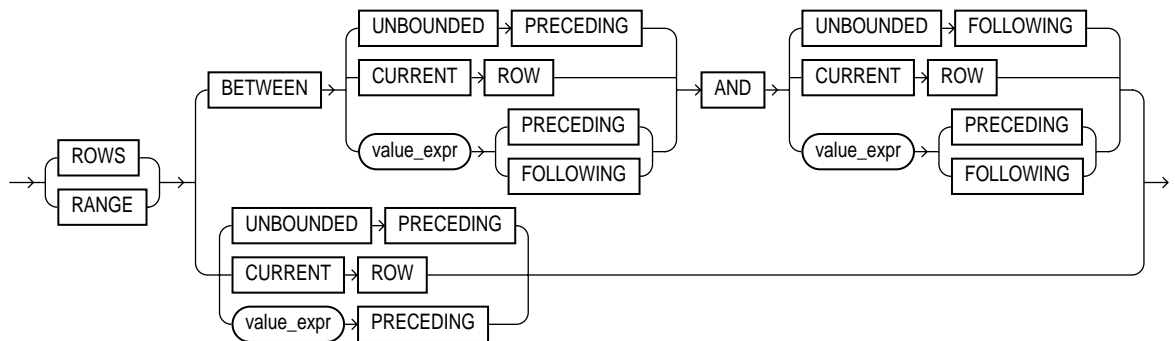 UNBOUNDED PRECEDING UNBOUNDED FOLLOWING
CURRENT ROW CURRENT ROW
BETWEEN AND
value_expr PRECEDING value_expr PRECEDING
FOLLOWING FOLLOWING
ROWS
RANGE
UNBOUNDED PRECEDING
CURRENT ROW
value_expr PRECEDING